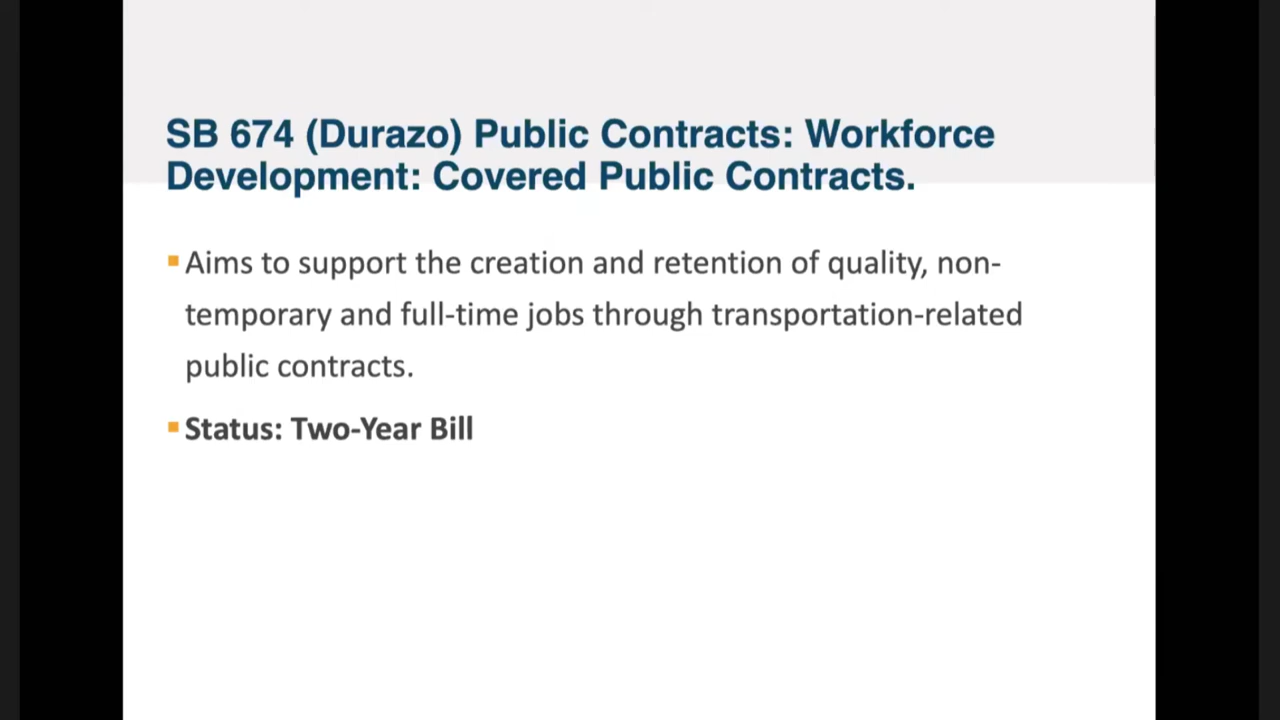 SB 674 (Durazo) Public Contracts: Workforce
Development: Covered Public Contracts.
Aims to support the creation and retention of quality, non-
temporary and full-time jobs through transportation-related
public contracts.
Status: Two-Year Bill